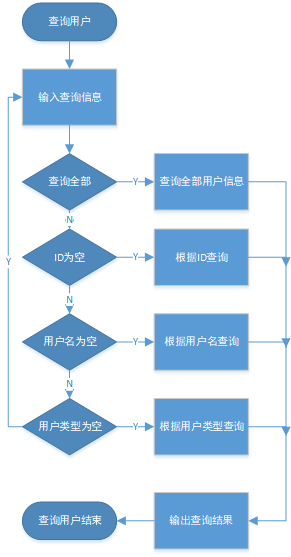 查询用户
输入查询信息
查询全部
Y
查询全部用户信息
N
ID为空
Y
根据ID查询
N
用户名为空
Y
根据用户名查询
N
Y
用户类型为空
Y
根据用户类型查询
查询用户结束
输出查询结果